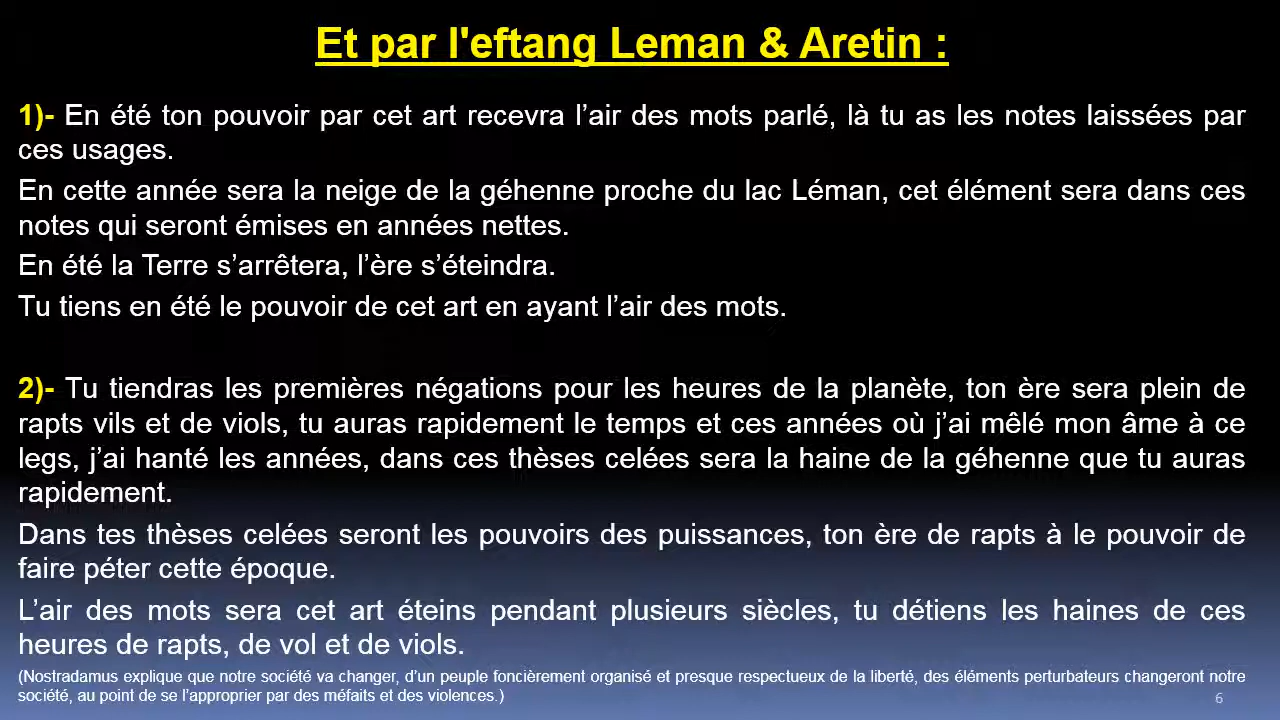 Et par l'eftang Leman & Aretin :
1)- En été ton pouvoir par cet art recevra l’air des mots parlé, là tu as les notes laissées par
ces usages.
En cette année sera la neige de la géhenne proche du lac Léman, cet élément sera dans ces
notes qui seront émises en années nettes.
En été la Terre s’arrêtera, l’ère s’éteindra.
Tu tiens en été le pouvoir de cet art en ayant l’air des mots.
2)- Tu tiendras les premières négations pour les heures de la planète, ton ère sera plein de
rapts vils et de viols, tu auras rapidement le temps et ces années où j’ai mêlé mon âme à ce
legs, j’ai hanté les années, dans ces thèses celées sera la haine de la géhenne que tu auras
rapidement.
Dans tes thèses celées seront les pouvoirs des puissances, ton ère de rapts à le pouvoir de
faire péter cette époque.
L’air des mots sera cet art éteins pendant plusieurs siècles, tu détiens les haines de ces
heures de rapts, de vol et de viols.
(Nostradamus explique que notre société va changer, d’un peuple foncièrement organisé et presque respectueux de la liberté, des éléments perturbateurs changeront notre
société, au point de se l’approprier par des méfaits et des violences.)
6